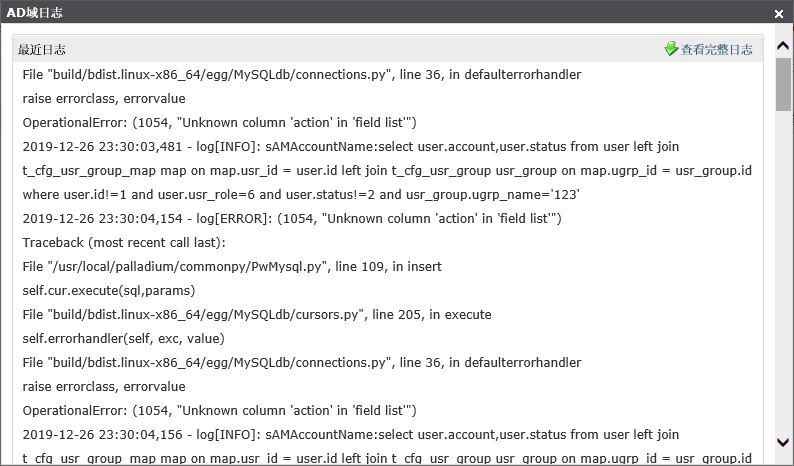 AD域日志
最近日志
查看完整日志
File "build/bdist.linux-x86_64/egg/MySQLdb/connections.py", line 36, in defaulterrorhandler
raise errorclass, errorvalue
OperationalError: (1054, "Unknown column 'action' in 'field list'")
2019-12-26 23:30:03,481 - log[INFO]: sAMAccountName:select user.account,user.status from user left join
t_cfg_usr_group_map map on map.usr_id = user.id left join t_cfg_usr_group usr_group on map.ugrp_id = usr_group.id
where user.id!=1 and user.usr_role=6 and user.status!=2 and usr_group.ugrp_name='123'
2019-12-26 23:30:04,154 - log[ERROR]: (1054, "Unknown column 'action' in 'field list'")
Traceback (most recent call last):
File "/usr/local/palladium/commonpy/PwMysql.py", line 109, in insert
self.cur.execute(sql,params)
File "build/bdist.linux-x86_64/egg/MySQLdb/cursors.py", line 205, in execute
self.errorhandler(self, exc, value)
File "build/bdist.linux-x86_64/egg/MySQLdb/connections.py", line 36, in defaulterrorhandler
raise errorclass, errorvalue
OperationalError: (1054, "Unknown column 'action' in 'field list'")
2019-12-26 23:30:04,156 - log[INFO]: sAMAccountName:select user.account,user.status from user left join
t_cfg_usr_group_map map on map.usr_id = user.id left join t_cfg_usr_group usr_group on map.ugrp_id = usr_group.id